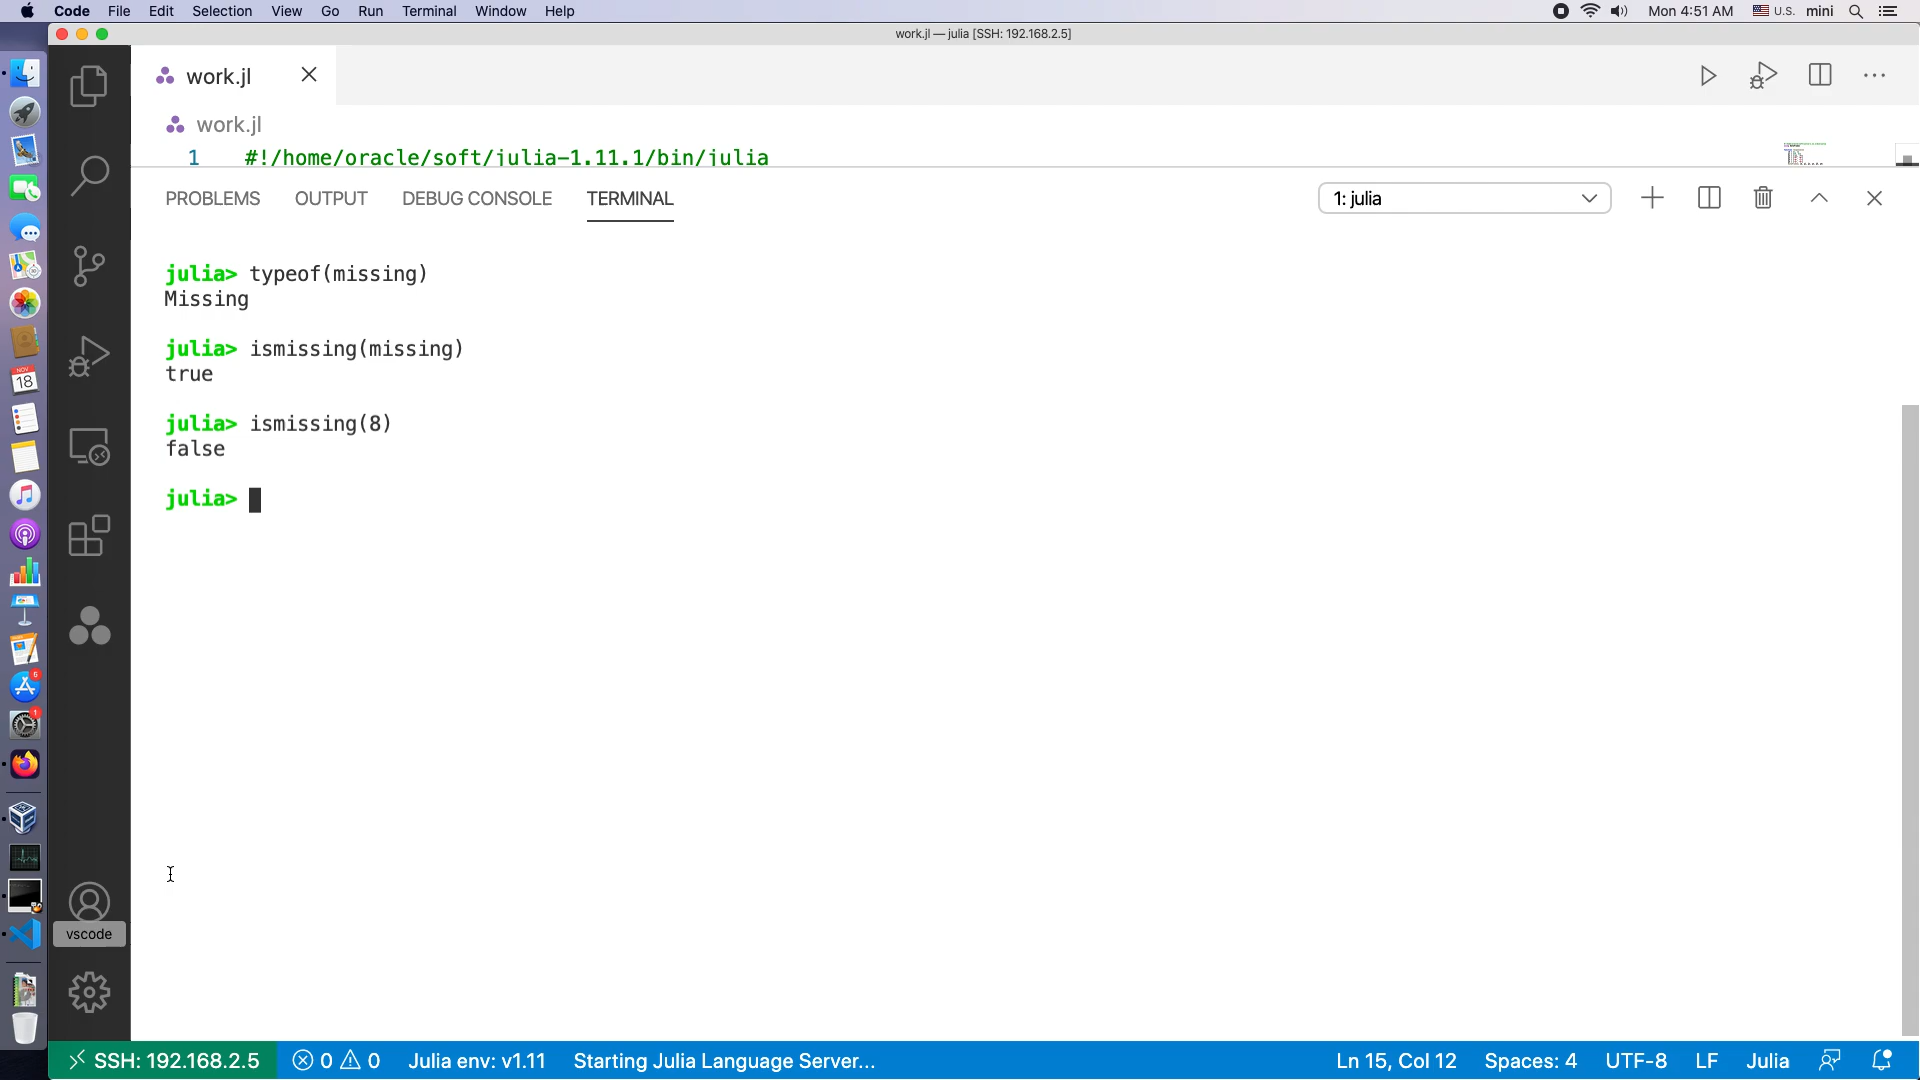 Code File Edit Selection View Go Run Terminal Window Help Mon 4:51 AM U.S. mini
work.jl — julia [SSH: 192.168.2.5]
work.jl
work.jl
1 #!/home/oracle/soft/julia-1.11.1/bin/julia
PROBLEMS OUTPUT DEBUG CONSOLE TERMINAL 1: julia
julia> typeof(missing)
Missing
julia> ismissing(missing)
true
julia> ismissing(8)
false
julia>
NOV
18
6
1
vscode
SSH: 192.168.2.5 0 0 Julia env: v1.11 Starting Julia Language Server... Ln 15, Col 12 Spaces: 4 UTF-8 LF Julia